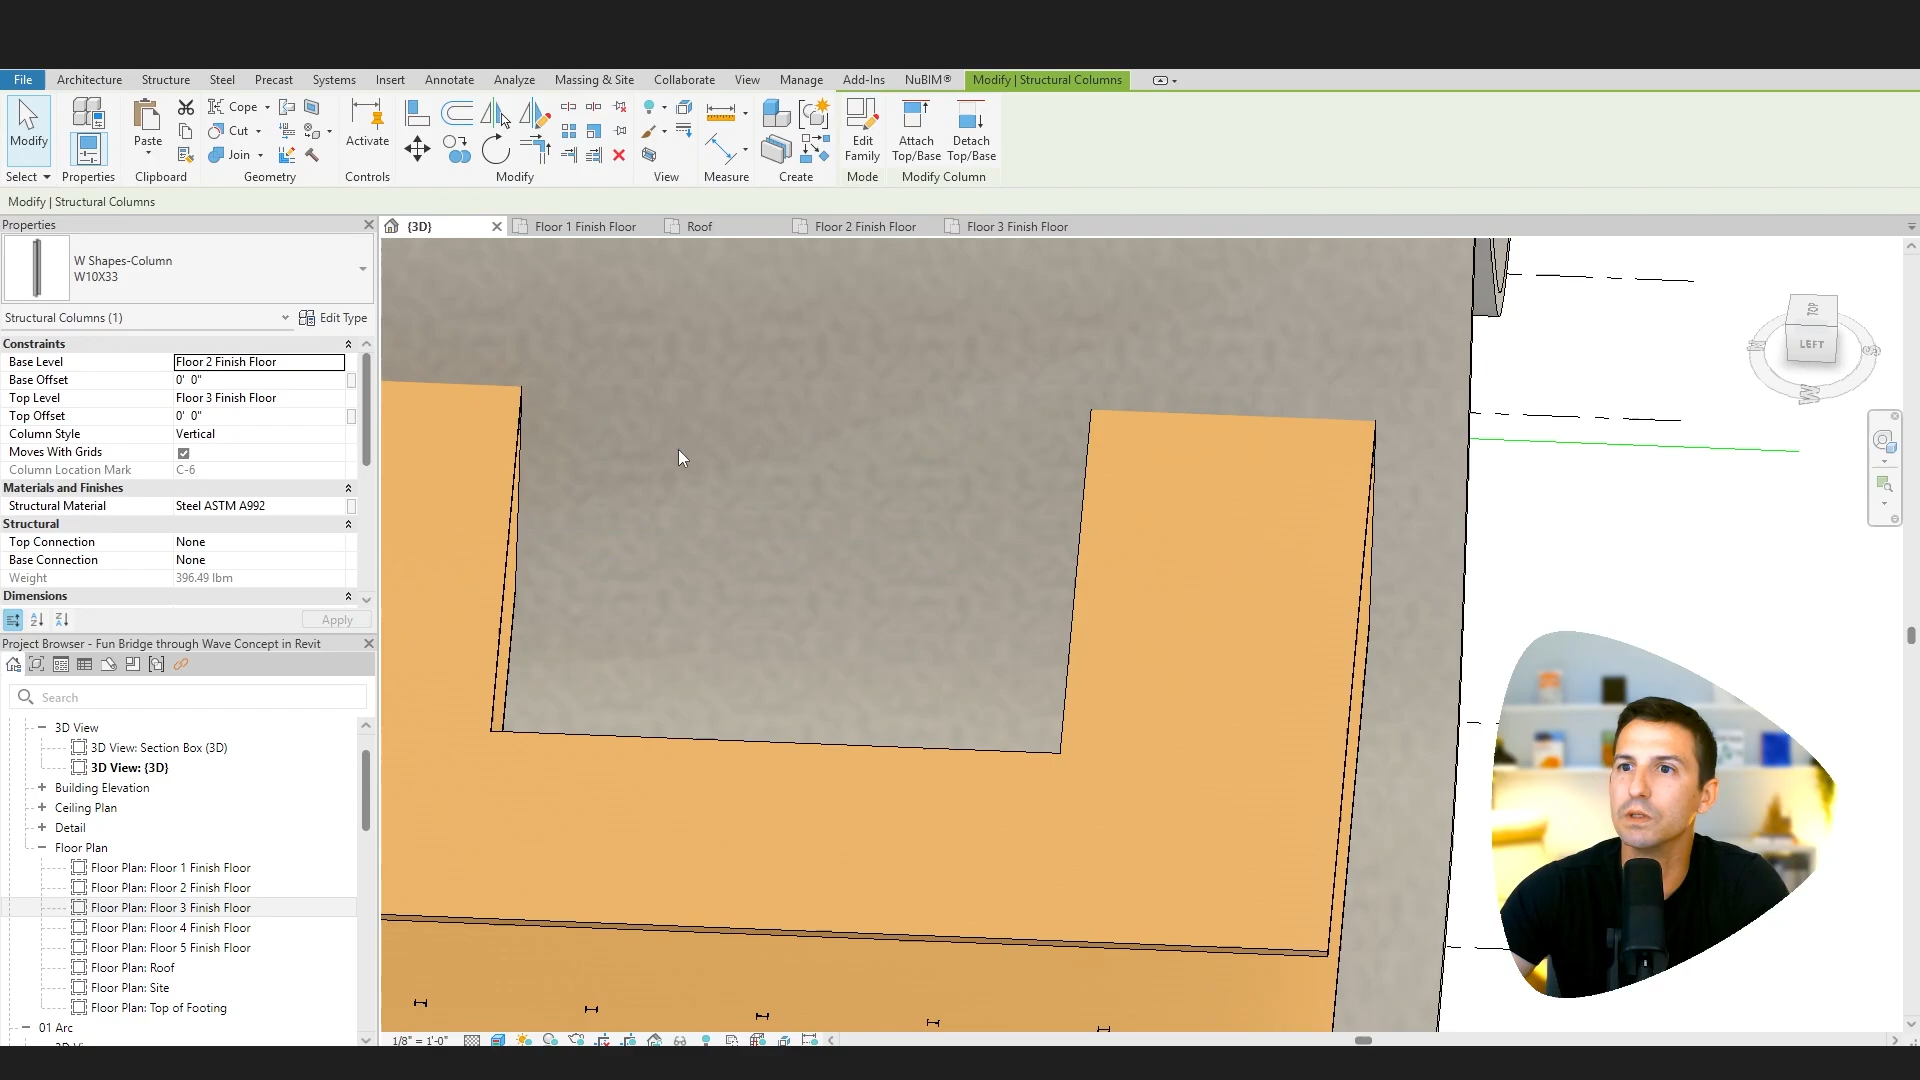 File Architecture Structure Steel Precast Systems Insert Annotate Analyze Massing & Site Collaborate View Manage Add-Ins NuBIM® Modify | Structural Columns
Modify
Paste
Cope
Cut
Join
Activate
Edit Family
Attach Top/Base
Detach Top/Base
Select Properties Clipboard Geometry Controls Modify View Measure Create Mode Modify Column
Modify | Structural Columns
Properties
{3D} Floor 1 Finish Floor Roof Floor 2 Finish Floor Floor 3 Finish Floor
W Shapes-Column
W10X33
Structural Columns (1) Edit Type
Constraints
Base Level Floor 2 Finish Floor
Base Offset 0' 0"
Top Level Floor 3 Finish Floor
Top Offset 0' 0"
Column Style Vertical
Moves With Grids
Column Location Mark C-6
Materials and Finishes
Structural Material Steel ASTM A992
Structural
Top Connection None
Base Connection None
Weight 396.49 lbm
Dimensions
Apply
Project Browser - Fun Bridge through Wave Concept in Revit
Search
3D View
3D View: Section Box (3D)
3D View: {3D}
Building Elevation
Ceiling Plan
Detail
Floor Plan
Floor Plan: Floor 1 Finish Floor
Floor Plan: Floor 2 Finish Floor
Floor Plan: Floor 3 Finish Floor
Floor Plan: Floor 4 Finish Floor
Floor Plan: Floor 5 Finish Floor
Floor Plan: Roof
Floor Plan: Site
Floor Plan: Top of Footing
01 Arc
1/8" = 1'-0"
TOP
LEFT
W